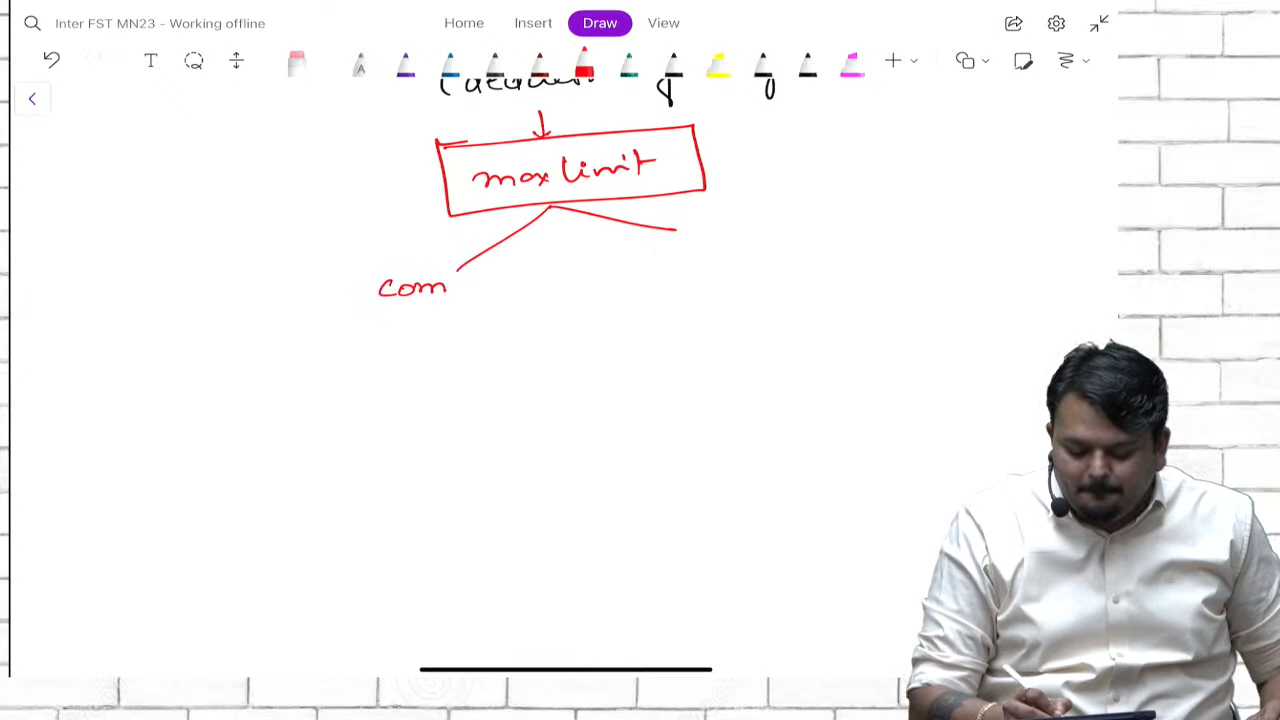 Inter FST MN23 - Working offline
Home Insert Draw View
T A
max limit
com